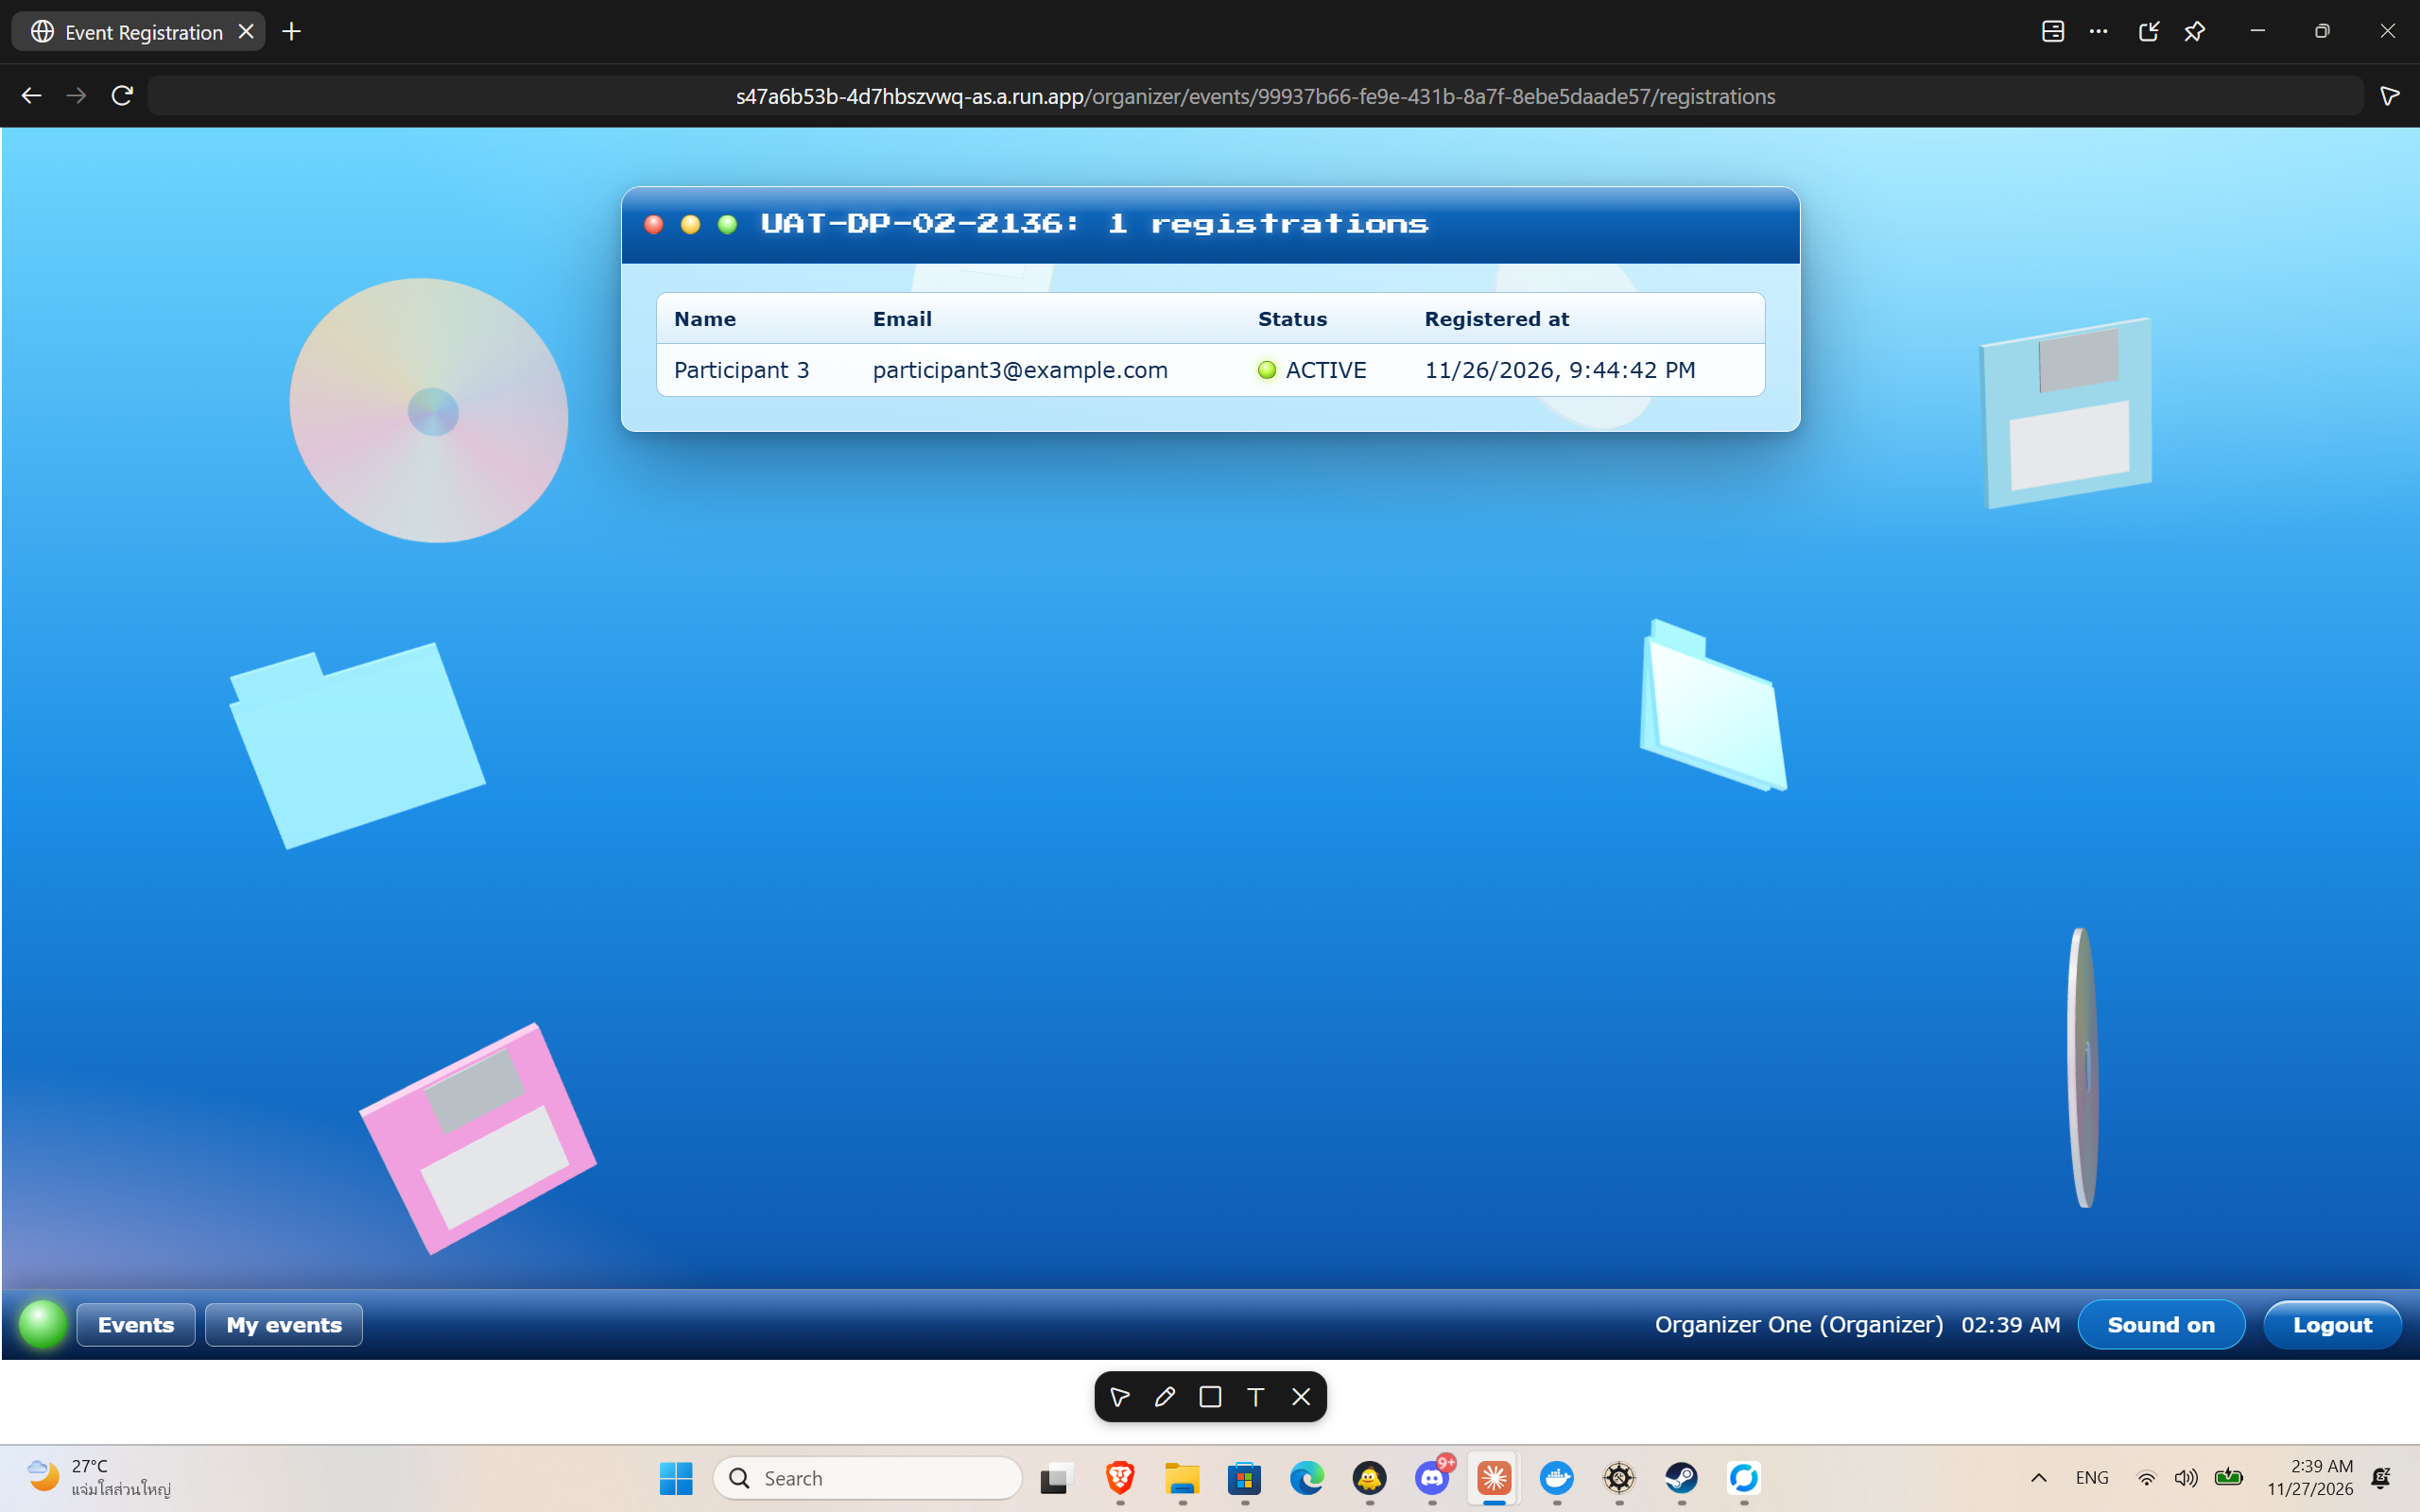 Event Registration
s47a6b53b-4d7hbszvwq-as.a.run.app/organizer/events/99937b66-fe9e-431b-8a7f-8ebe5daade57/registrations
UAT-DP-02-2136: 1 registrations
Name Email Status Registered at
Participant 3 participant3@example.com ACTIVE 11/26/2026, 9:44:42 PM
Events My events Organizer One (Organizer) 02:39 AM Sound on Logout
27°C
แจ่มใสส่วนใหญ่
Search
9+
ENG
2:39 AM
11/27/2026